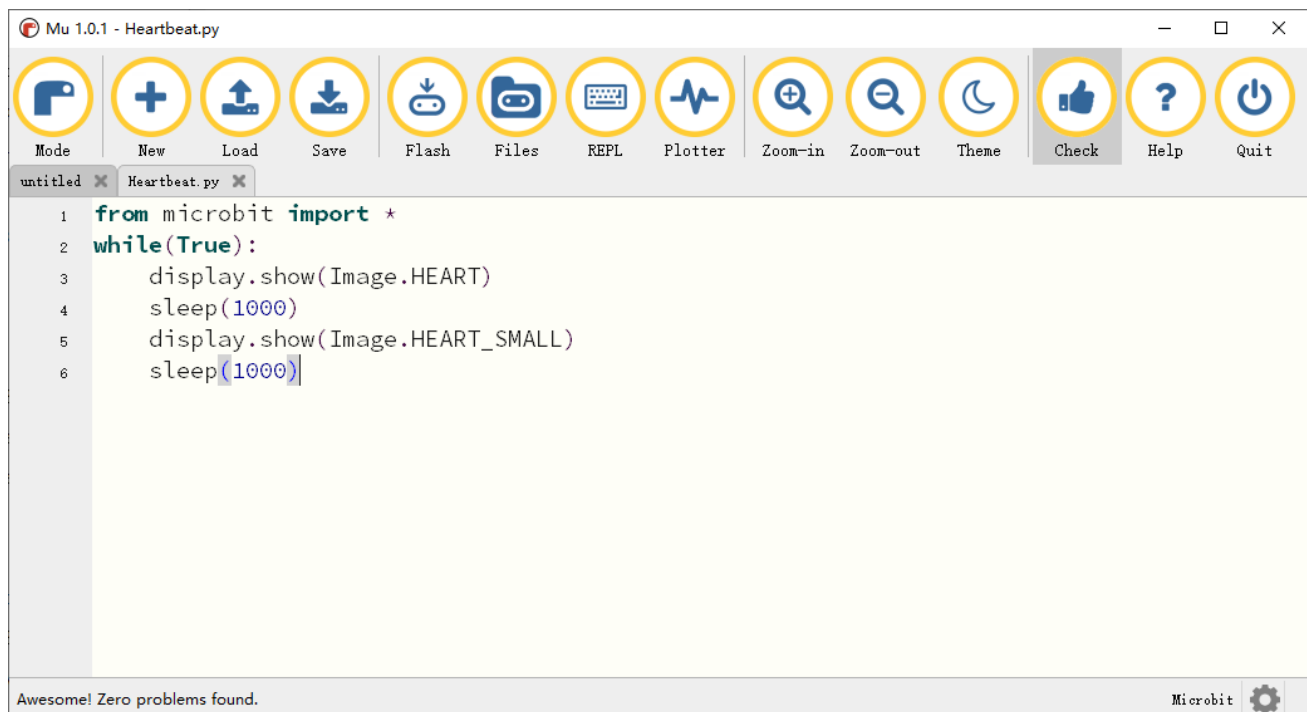 Mu 1.0.1 - Heartbeat.py
Mode New Load Save Flash Files REPL Plotter Zoom-in Zoom-out Theme Check Help Quit
untitled Heartbeat.py
1 from microbit import *
2 while(True):
3     display.show(Image.HEART)
4     sleep(1000)
5     display.show(Image.HEART_SMALL)
6     sleep(1000)
Awesome! Zero problems found. Microbit